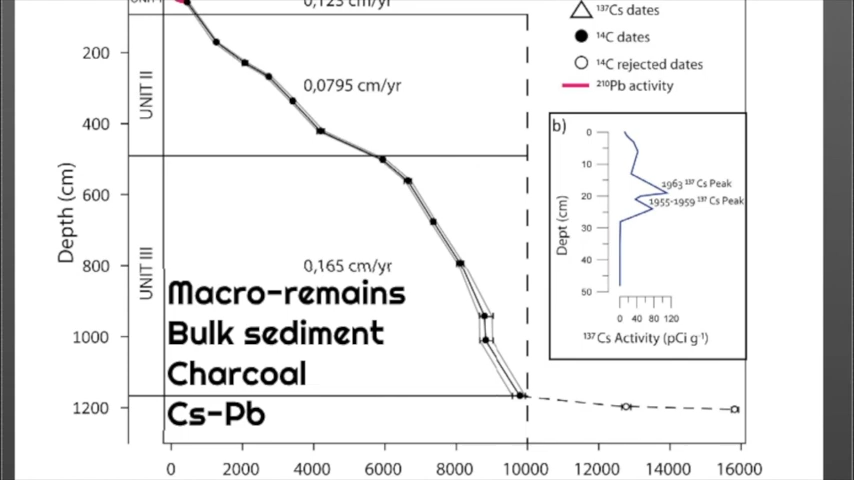 0,123 cm/yr
¹³⁷Cs dates
¹⁴C dates
¹⁴C rejected dates
²¹⁰Pb activity
200
400
600
800
1000
1200
Depth (cm)
UNIT II
UNIT III
0,0795 cm/yr
0,165 cm/yr
Macro-remains
Bulk sediment
Charcoal
Cs-Pb
0 2000 4000 6000 8000 10000 12000 14000 16000
b)
0
10
20
30
40
50
Dept (cm)
1963 ¹³⁷Cs Peak
1955-1959 ¹³⁷Cs Peak
0 40 80 120
¹³⁷Cs Activity (pCi g⁻¹)